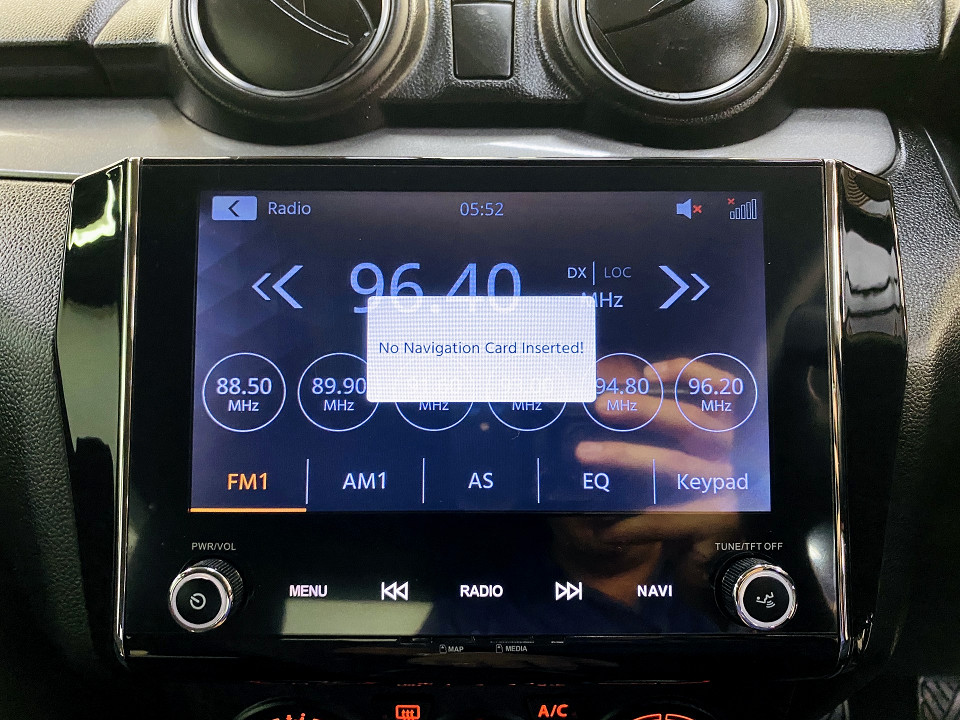 Radio
05:52
96.40
DX | LOC
MHz
No Navigation Card Inserted!
88.50
MHz
89.90
MHz
MHz
MHz
94.80
MHz
96.20
MHz
FM1
AM1
AS
EQ
Keypad
PWR/VOL
TUNE/TFT OFF
MENU
RADIO
NAVI
MAP
MEDIA
A/C